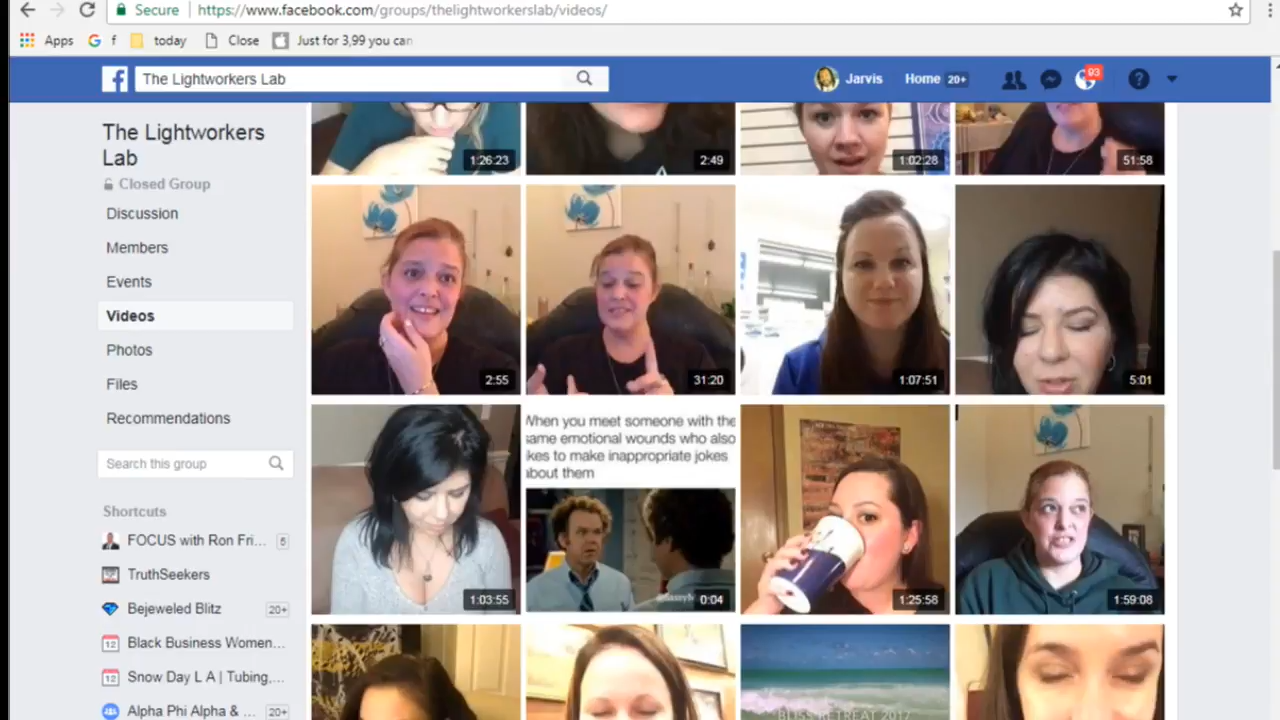 Secure
https://www.facebook.com/groups/thelightworkerslab/videos/
Apps
G f
today
Close
Just for 3,99 you can
f
The Lightworkers Lab
Jarvis
Home 20+
93
?
The Lightworkers
Lab
Closed Group
Discussion
Members
Events
Videos
Photos
Files
Recommendations
Search this group
Shortcuts
FOCUS with Ron Fri... 5
TruthSeekers
Bejeweled Blitz 20+
12 Black Business Women...
12 Snow Day L A | Tubing,...
Alpha Phi Alpha & ... 20+
1:26:23
2:49
1:02:28
51:58
2:55
31:20
1:07:51
5:01
1:03:55
When you meet someone with the
same emotional wounds who also
likes to make inappropriate jokes
about them
0:04
1:25:58
1:59:08
BLISS RETREAT 2017